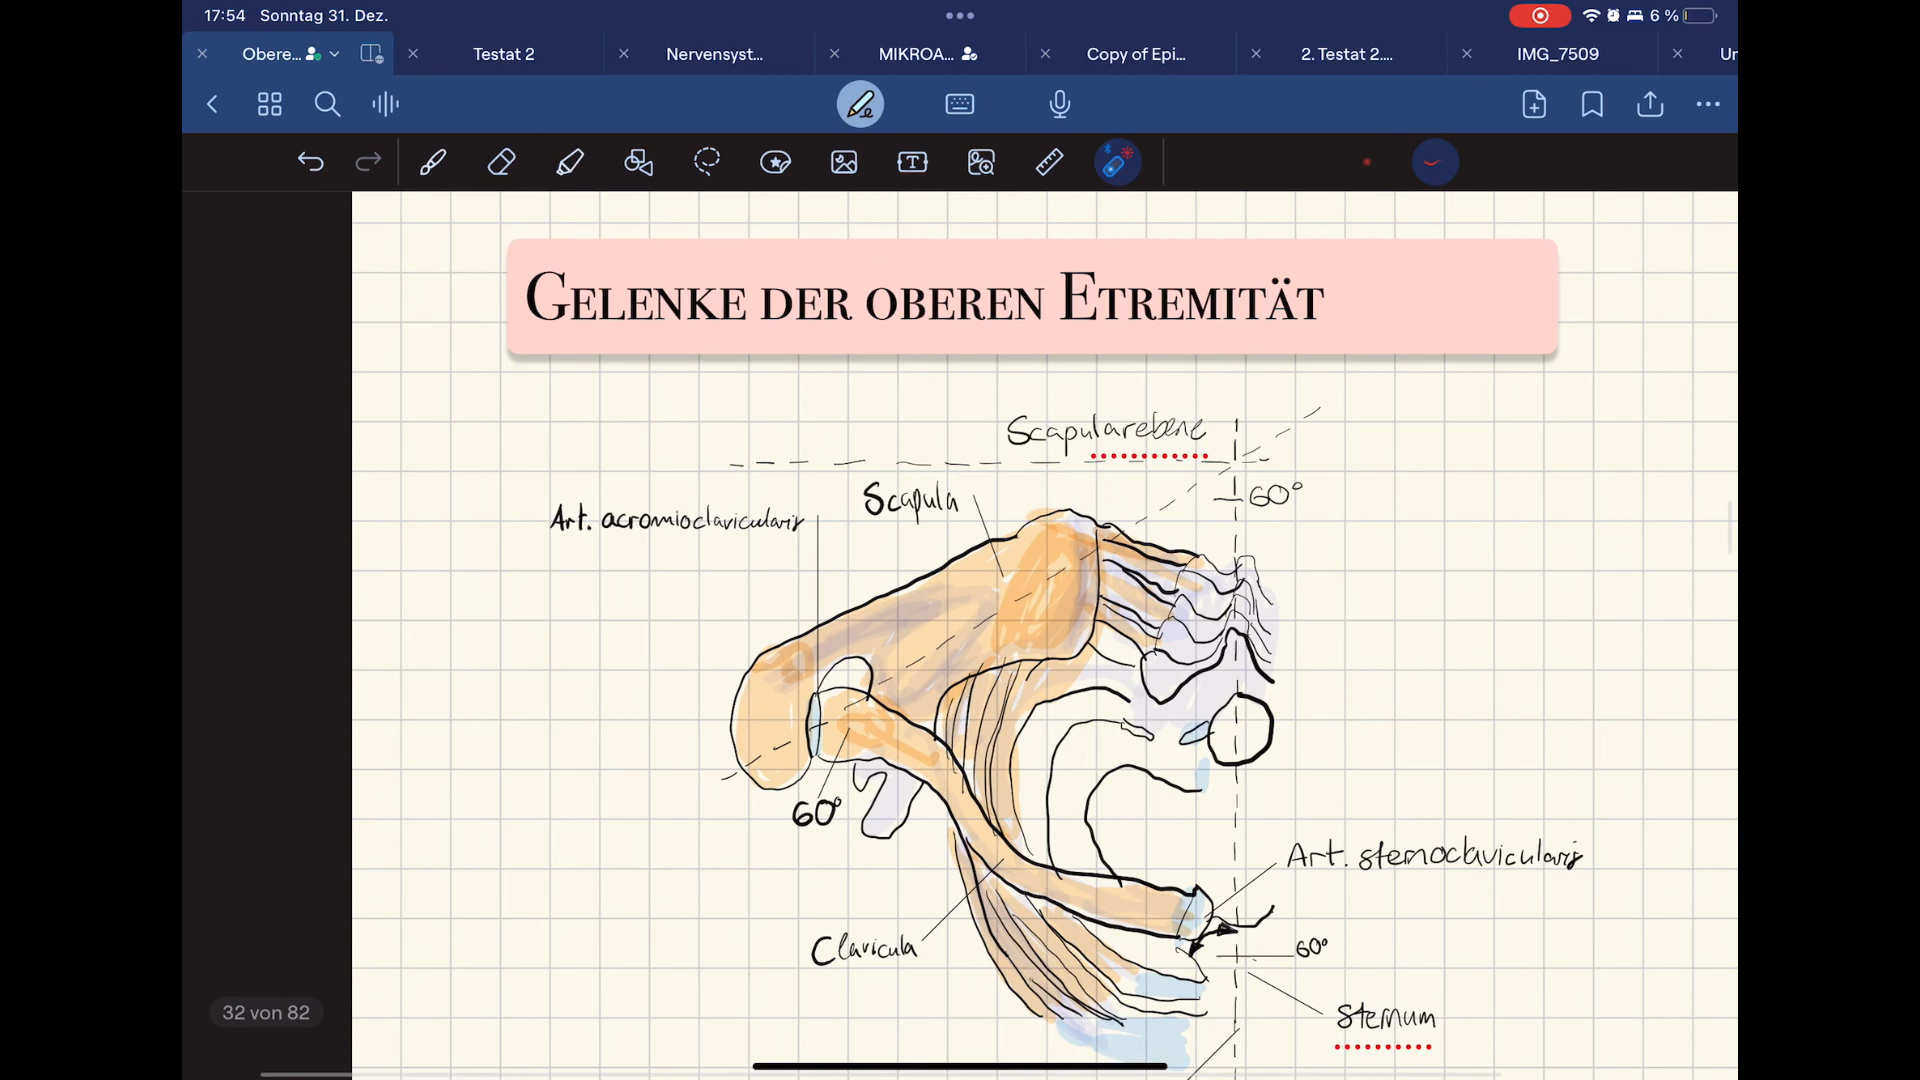 17:54 Sonntag 31. Dez.
6 %
Obere...
Testat 2
Nervensyst...
MIKROA...
Copy of Epi...
2. Testat 2....
IMG_7509
Ur
GELENKE DER OBEREN ETREMITÄT
Scapularebene
Scapula
60°
Art. acromioclavicularis
60°
Art. sternoclavicularis
Clavicula
60°
Sternum
32 von 82